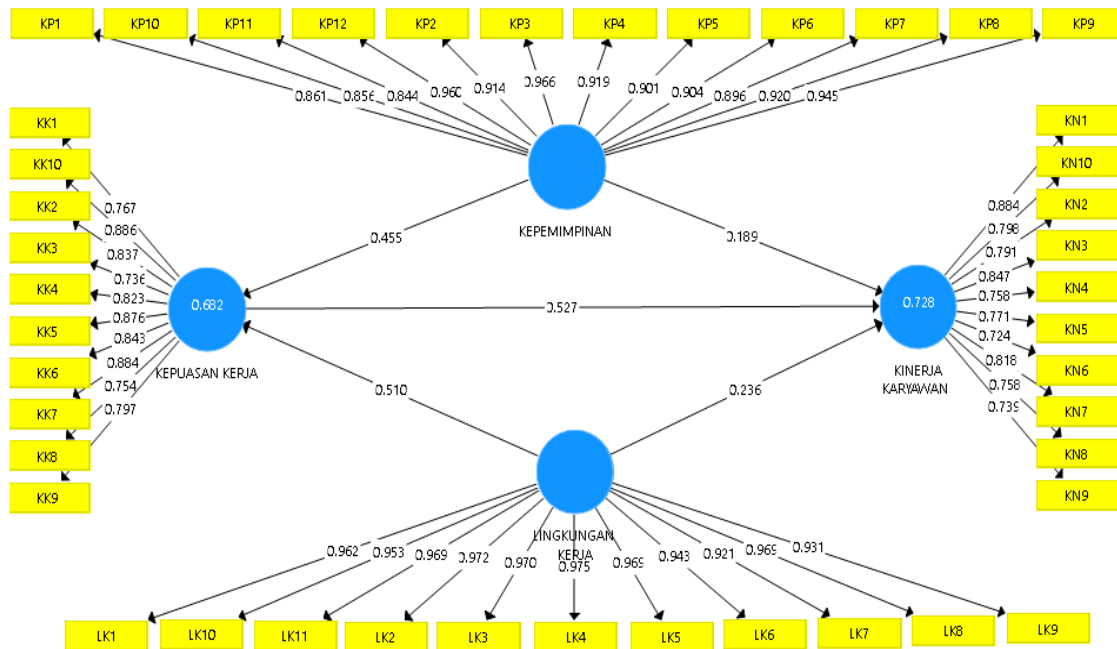 KP1 KP10 KP11 KP12 KP2 KP3 KP4 KP5 KP6 KP7 KP8 KP9
0.861 0.856 0.844 0.960 0.914 0.966 0.919 0.901 0.904 0.896 0.920 0.945
KEPEMIMPINAN
KK1
KK10
KK2
KK3
KK4
KK5
KK6
KK7
KK8
KK9
0.767
0.886
0.837
0.736
0.823
0.876
0.843
0.884
0.754
0.797
0.682
KEPUASAN KERJA
0.455
0.189
0.527
0.510
0.236
0.728
KINERJA
KARYAWAN
0.884
0.798
0.791
0.847
0.758
0.771
0.724
0.818
0.758
0.739
KN1
KN10
KN2
KN3
KN4
KN5
KN6
KN7
KN8
KN9
LINGKUNGAN
KERJA
0.962 0.953 0.969 0.972 0.970 0.975 0.969 0.943 0.921 0.969 0.931
LK1 LK10 LK11 LK2 LK3 LK4 LK5 LK6 LK7 LK8 LK9